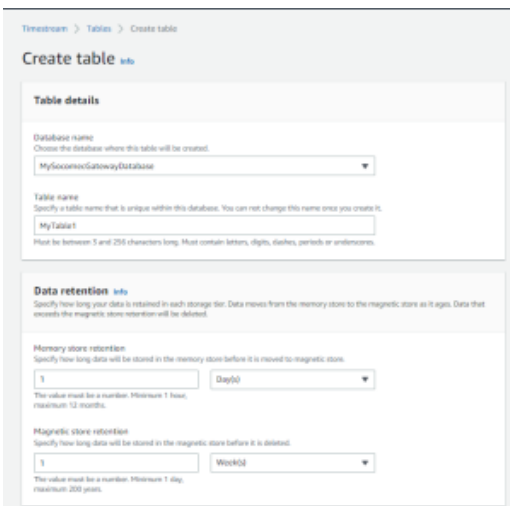 Timestream > Tables > Create table
Create table Info
Table details
Database name
Choose the database where this table will be created.
MySocomecGatewayDatabase
Table name
Specify a table name that is unique within this database. You can not change this name once you create it.
MyTable1
Must be between 3 and 256 characters long. Must contain letters, digits, dashes, periods or underscores.
Data retention Info
Specify how long your data is retained in each storage tier. Data moves from the memory store to the magnetic store as it ages. Data that
exceeds the magnetic store retention will be deleted.
Memory store retention
Specify how long data will be stored in the memory store before it is moved to magnetic store.
1 Day(s)
The value must be a number. Minimum 1 hour,
maximum 12 months.
Magnetic store retention
Specify how long data will be stored in the magnetic store before it is deleted.
1 Week(s)
The value must be a number. Minimum 1 day,
maximum 200 years.